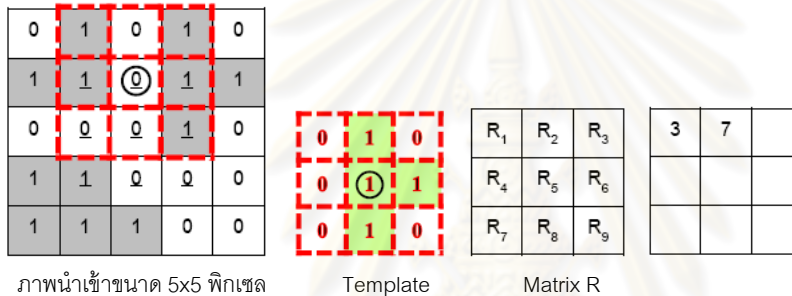 0 1 0 1 0
1 1 0 1 1
0 0 0 1 0
1 1 0 0 0
1 1 1 0 0
0 1 0
0 1 1
0 1 0
R1 R2 R3
R4 R5 R6
R7 R8 R9
3 7
ภาพนำเข้าขนาด 5x5 พิกเซล
Template
Matrix R